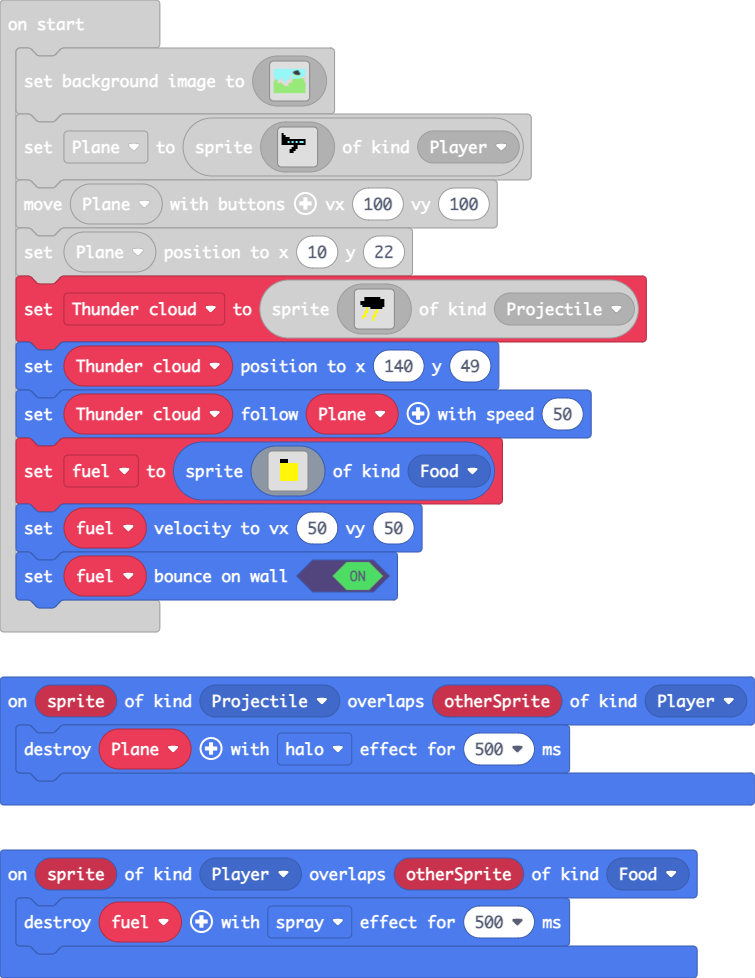 on start
set background image to
set Plane to sprite of kind Player
move Plane with buttons vx 100 vy 100
set Plane position to x 10 y 22
set Thunder cloud to sprite of kind Projectile
set Thunder cloud position to x 140 y 49
set Thunder cloud follow Plane with speed 50
set fuel to sprite of kind Food
set fuel velocity to vx 50 vy 50
set fuel bounce on wall ON
on sprite of kind Projectile overlaps otherSprite of kind Player
destroy Plane with halo effect for 500 ms
on sprite of kind Player overlaps otherSprite of kind Food
destroy fuel with spray effect for 500 ms